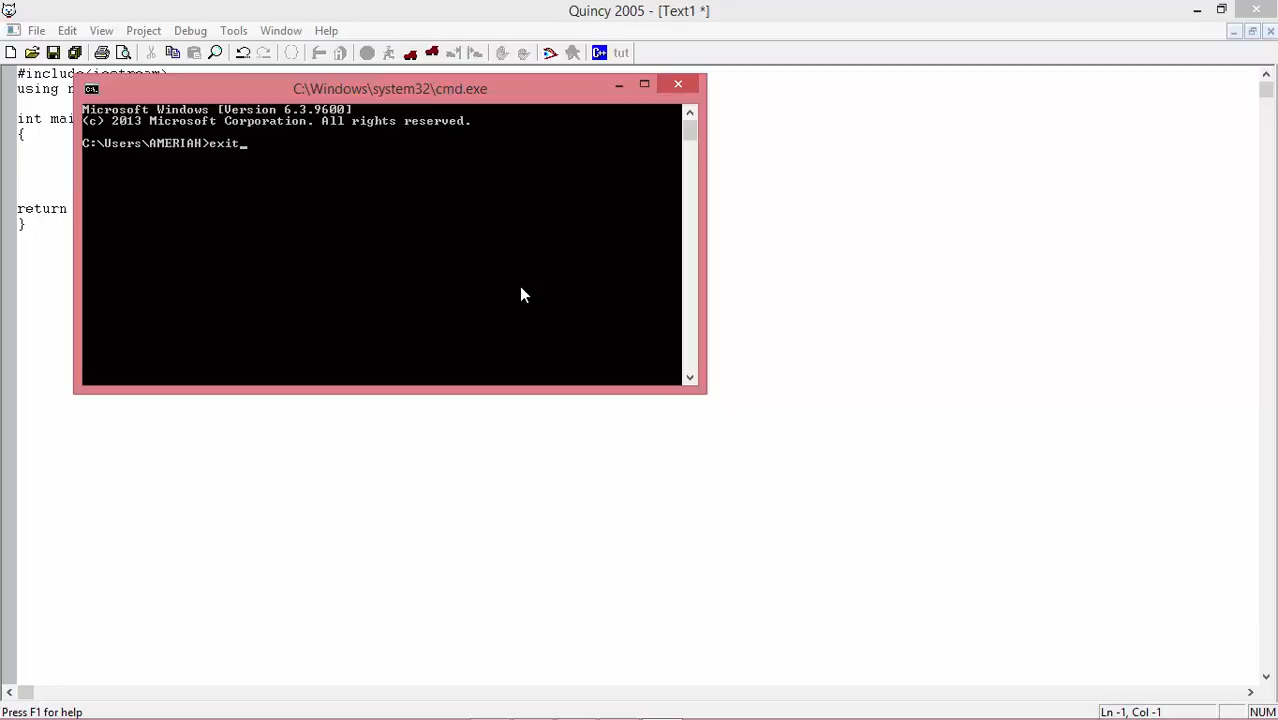 Quincy 2005 - [Text1 *]
File Edit View Project Debug Tools Window Help
C++ tut
#include(iostream)
using
int mai
{
return
}
C:\Windows\system32\cmd.exe
Microsoft Windows [Version 6.3.9600]
(c) 2013 Microsoft Corporation. All rights reserved.
C:\Users\AMERIAH>exit_
Press F1 for help
Ln -1, Col -1
NUM